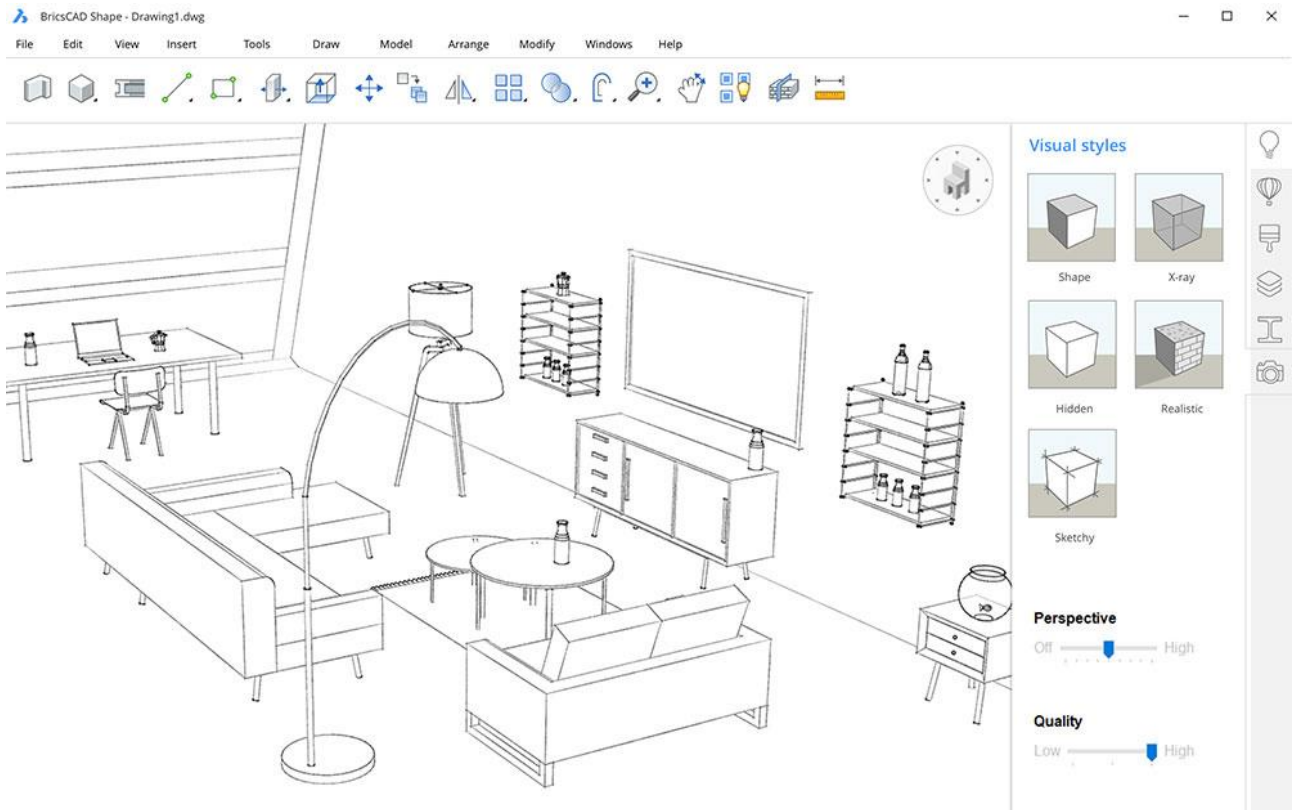 BricsCAD Shape - Drawing1.dwg
File Edit View Insert Tools Draw Model Arrange Modify Windows Help
Visual styles
Shape X-ray
Hidden Realistic
Sketchy
Perspective
Off High
Quality
Low High